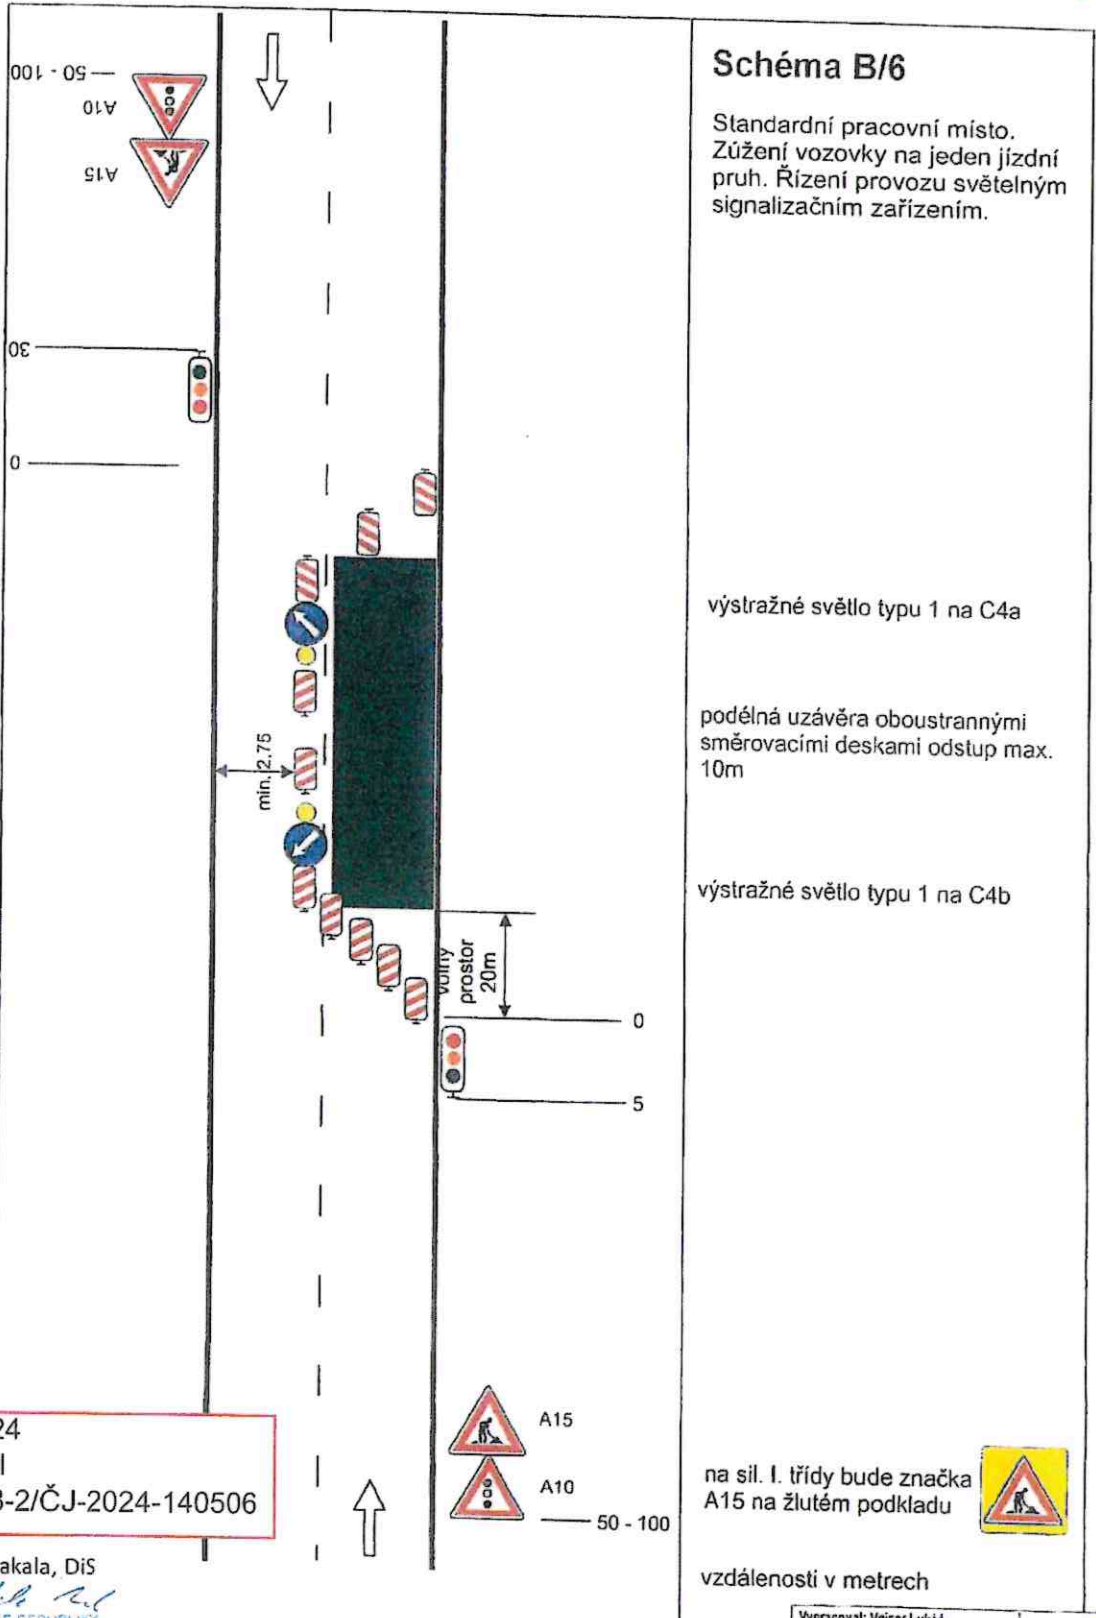 50 - 100
A10
A15
30
0
Schéma B/6
Standardní pracovní místo.
Zúžení vozovky na jeden jízdní
pruh. Řízení provozu světelným
signalizačním zařízením.
výstražné světlo typu 1 na C4a
podélná uzávěra oboustrannými
směrovacími deskami odstup max.
10m
min. 2.75
výstražné světlo typu 1 na C4b
volný
prostor
20m
0
5
A15
A10
50 - 100
24
3-2/ČJ-2024-140506
akala, DiS
na sil. I. třídy bude značka
A15 na žlutém podkladu
vzdálenosti v metrech
Vypracoval: